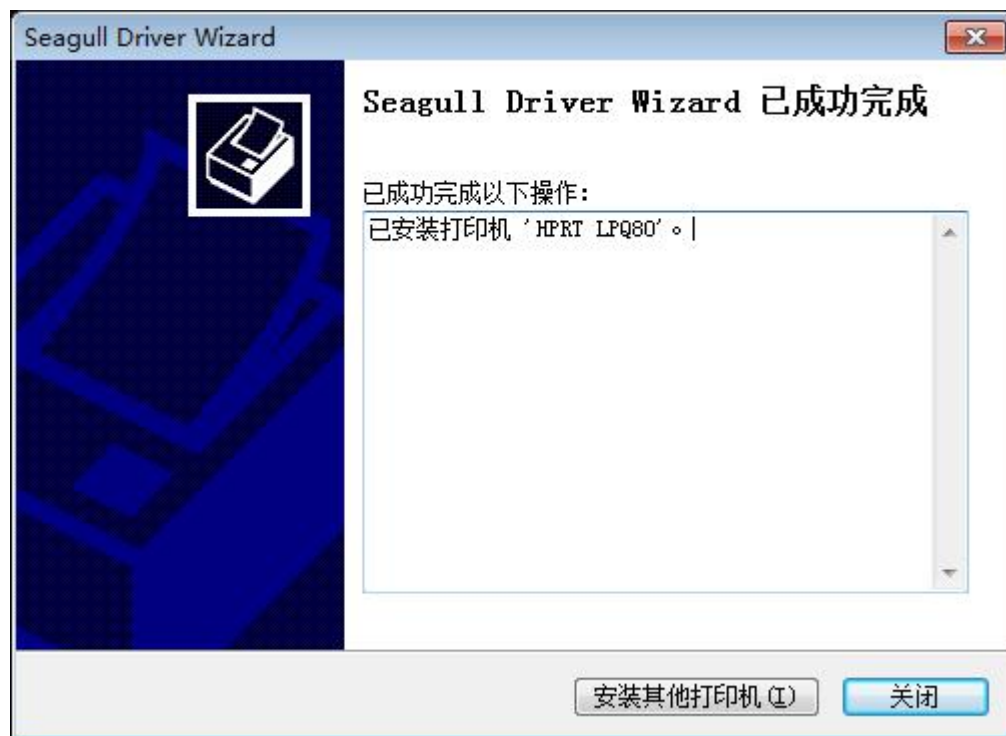 Seagull Driver Wizard
Seagull Driver Wizard 已成功完成
已成功完成以下操作：
已安装打印机 'HPRT LPQ80'。
安装其他打印机(I)
关闭